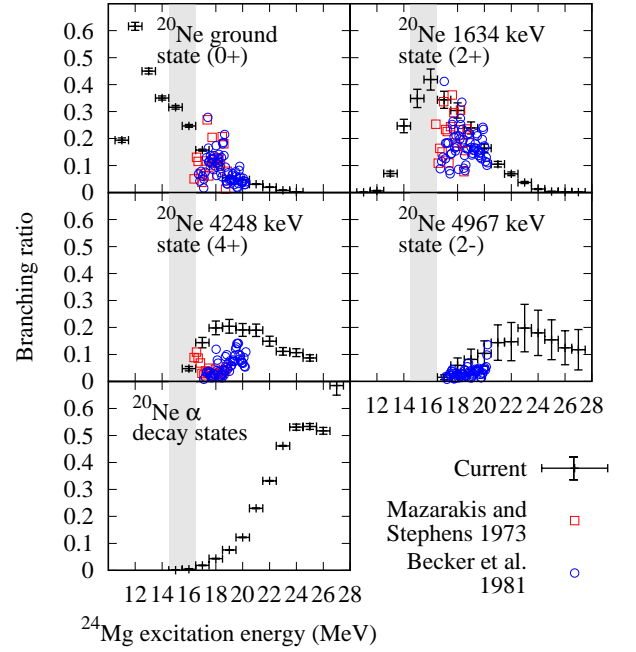 20Ne ground
state (0+)
20Ne 1634 keV
state (2+)
0.6
0.5
0.4
0.3
0.2
0.1
0
20Ne 4248 keV
state (4+)
20Ne 4967 keV
state (2-)
0.6
0.5
0.4
0.3
0.2
0.1
0
Branching ratio
12 14 16 18 20 22 24 26 28
20Ne α
decay states
0.6
0.5
0.4
0.3
0.2
0.1
0
12 14 16 18 20 22 24 26 28
24Mg excitation energy (MeV)
Current
Mazarakis and
Stephens 1973
Becker et al.
1981